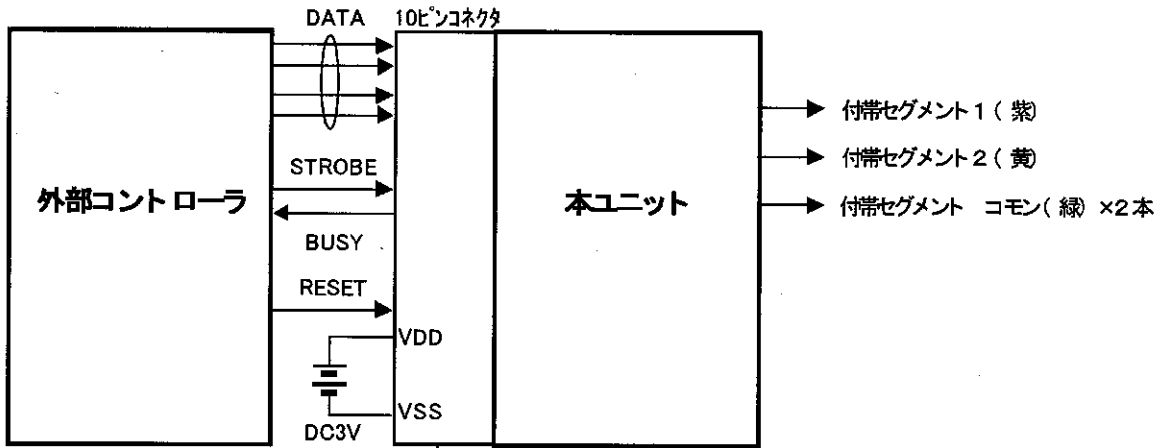 DATA
10ピンコネクタ
外部コントローラ
STROBE
BUSY
RESET
VDD
VSS
DC3V
本ユニット
付帯セグメント1(紫)
付帯セグメント2(黄)
付帯セグメント コモン(緑)×2本